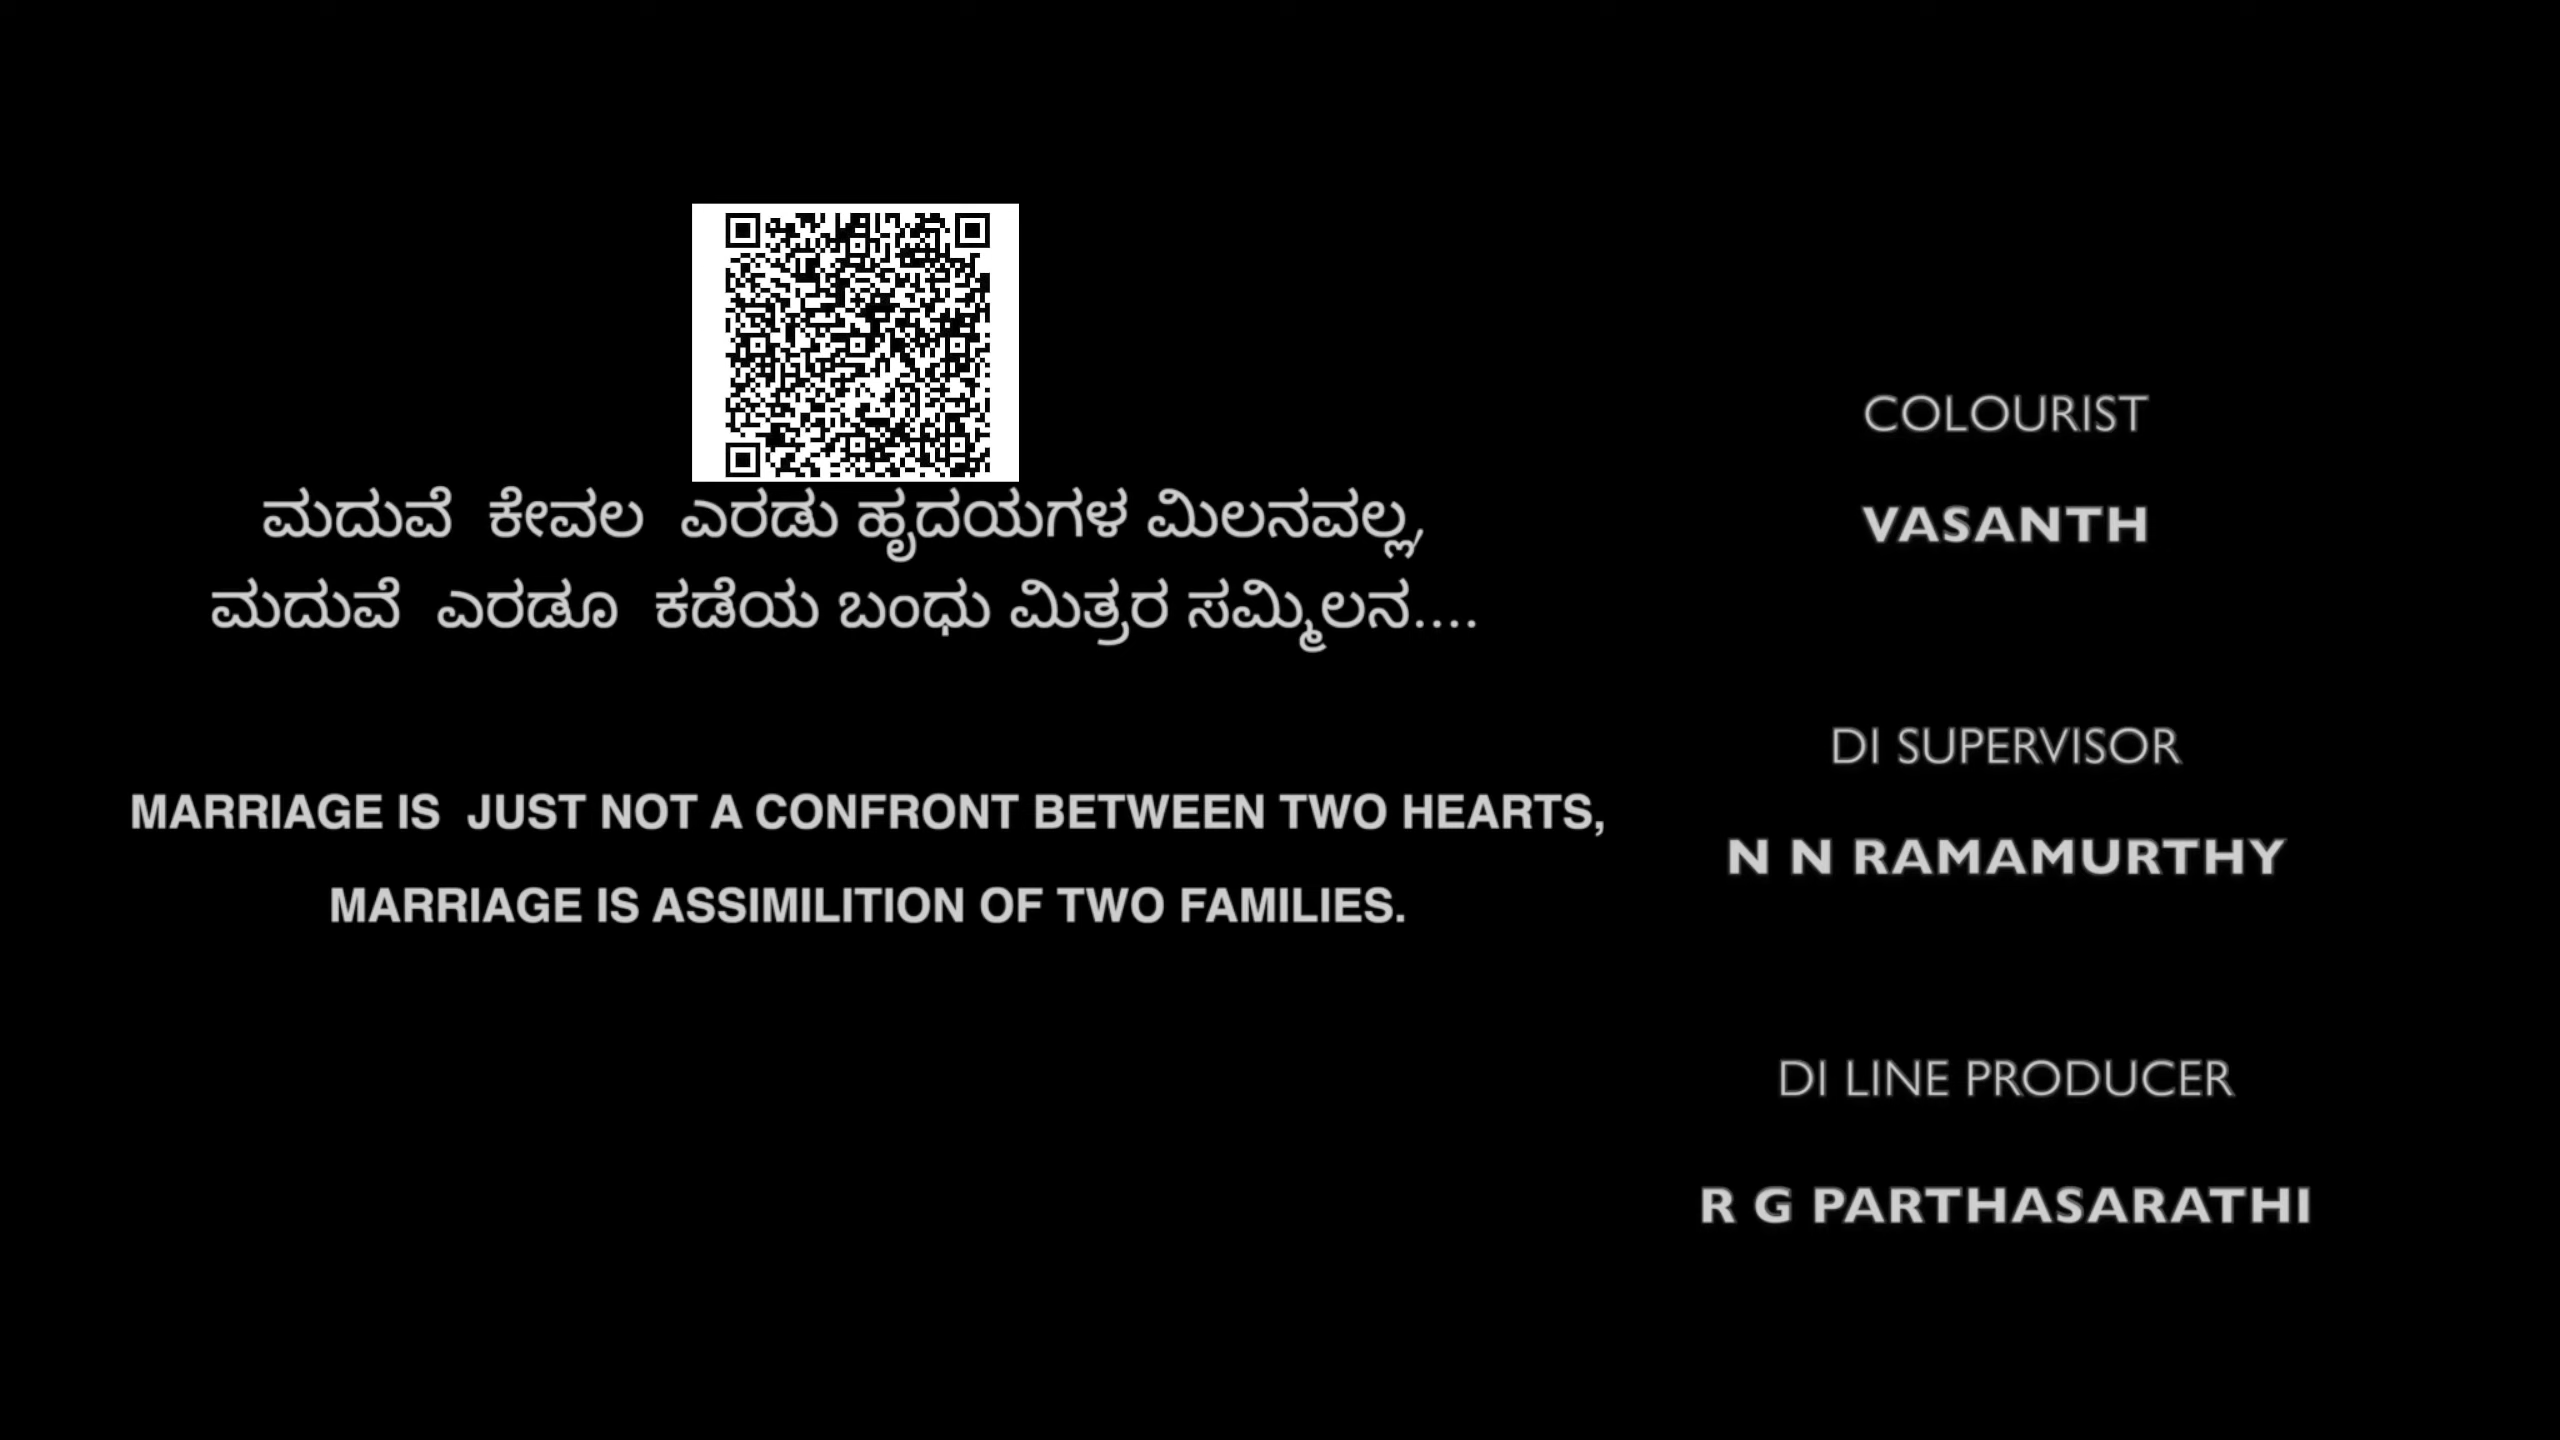 ಮದುವೆ ಕೇವಲ ಎರಡು ಹೃದಯಗಳ ಮಿಲನವಲ್ಲ,
ಮದುವೆ ಎರಡೂ ಕಡೆಯ ಬಂಧು ಮಿತ್ರರ ಸಮ್ಮಿಲನ....
MARRIAGE IS JUST NOT A CONFRONT BETWEEN TWO HEARTS,
MARRIAGE IS ASSIMILITION OF TWO FAMILIES.
COLOURIST
VASANTH
DI SUPERVISOR
N N RAMAMURTHY
DI LINE PRODUCER
R G PARTHASARATHI